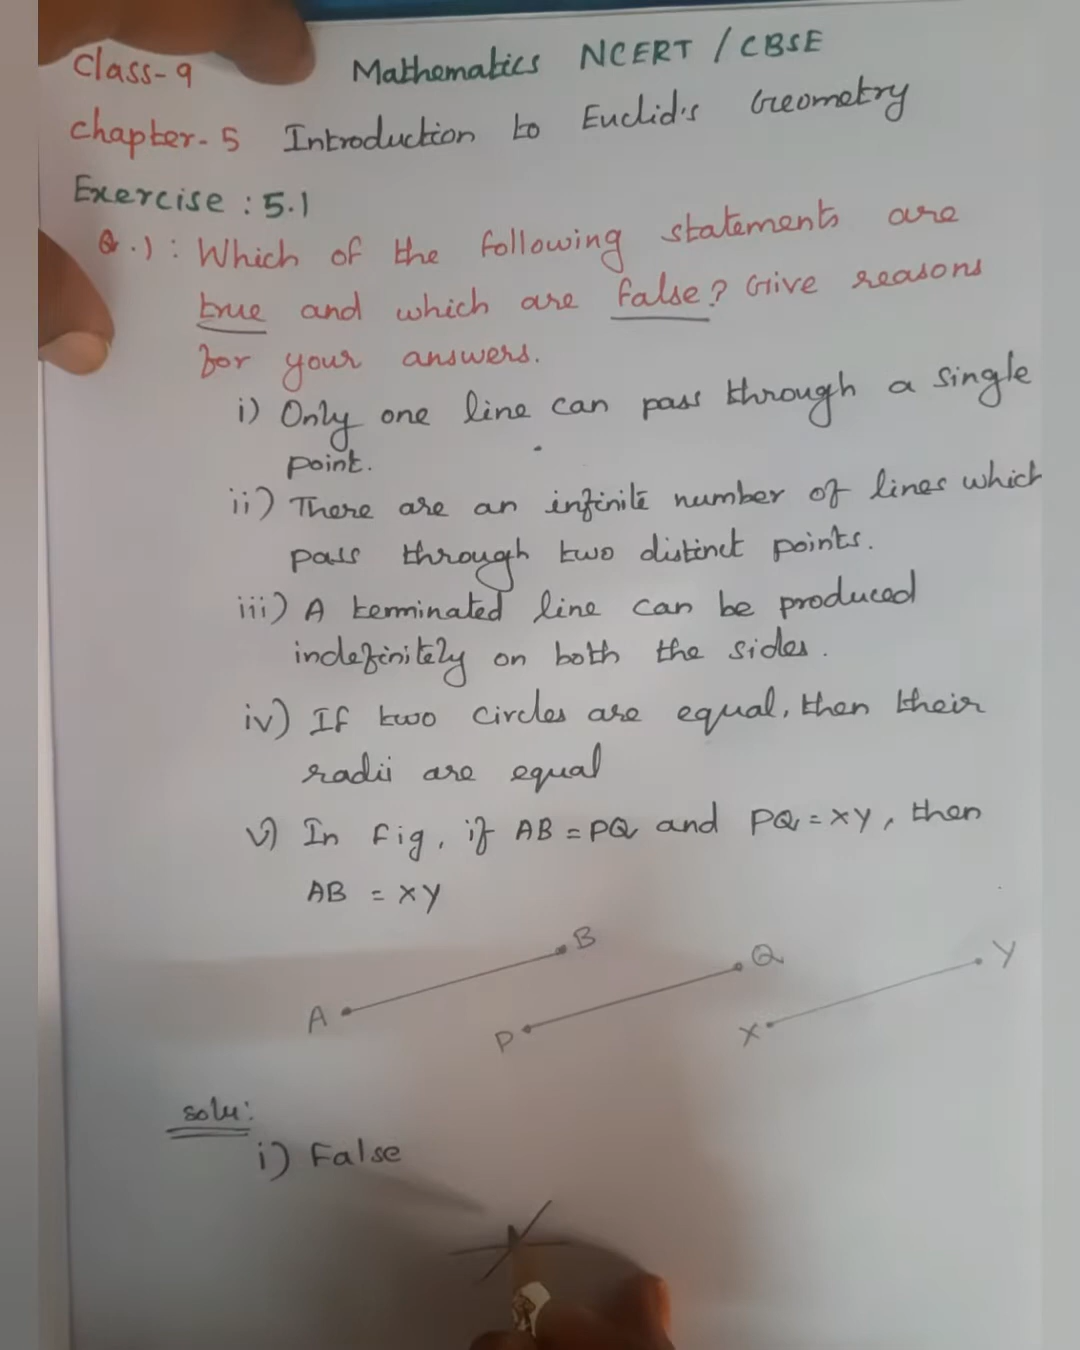 Class-9 Mathematics NCERT / CBSE
Chapter-5 Introduction to Euclid's Geometry
Exercise : 5.1
Q.1: Which of the following statements are
true and which are false? Give reasons
for your answers.
i) Only one line can pass through a single
point.
ii) There are an infinite number of lines which
pass through two distinct points.
iii) A terminated line can be produced
indefinitely on both the sides.
iv) If two circles are equal, then their
radii are equal
v) In fig, if AB = PQ and PQ = XY, then
AB = XY
A B P Q X Y
Solu:
i) False